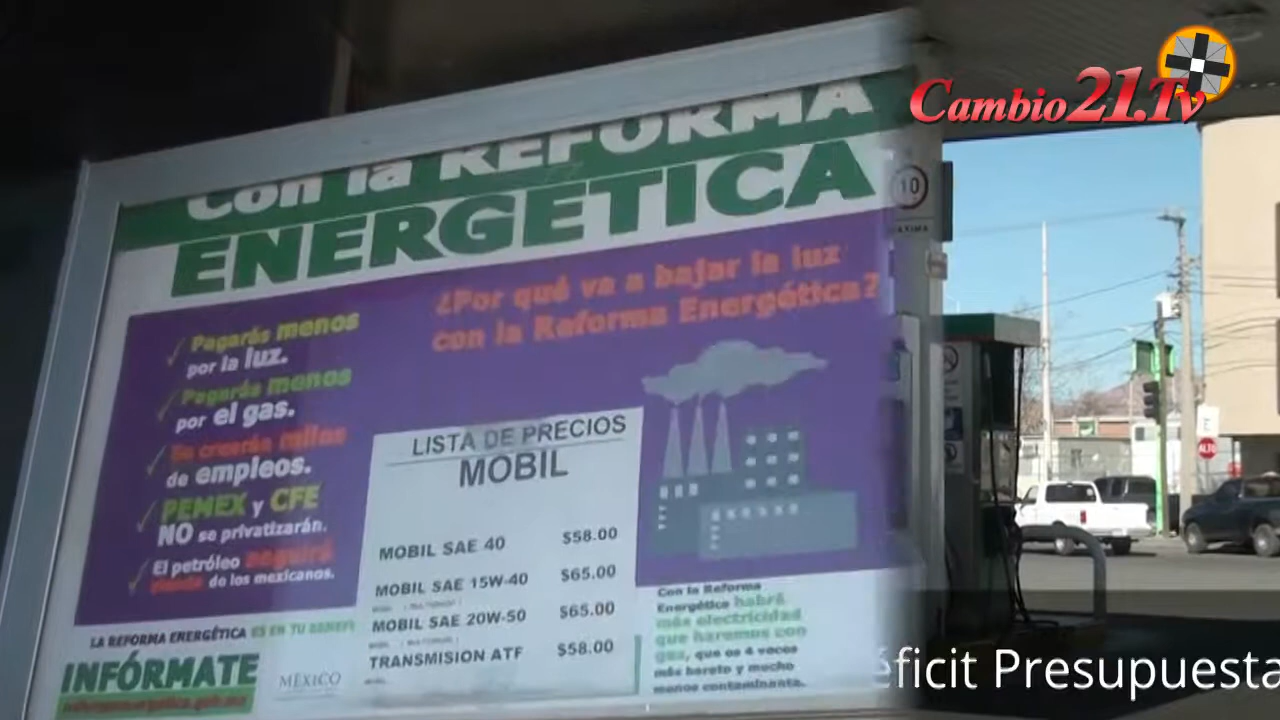 Cambio21.Tv
Con la REFORMA
ENERGÉTICA
10
¿Por qué va a bajar la luz
con la Reforma Energética?
Pagarás menos
por la luz.
Pagarás menos
por el gas.
Se crearán miles
de empleos.
PEMEX y CFE
NO se privatizarán.
El petróleo seguirá
siendo de los mexicanos.
LISTA DE PRECIOS
MOBIL
MOBIL SAE 40 $58.00
MOBIL SAE 15W-40 $65.00
MOBIL SAE 20W-50 $65.00
TRANSMISION ATF $58.00
LA REFORMA ENERGÉTICA ES EN TU BENEFI
INFÓRMATE
MÉXICO
Con la Reforma
Energética habrá
más electricidad
que haremos con
gas, que es 4 veces
más barato y mucho
menos contaminante.
ALTO
E
éficit Presupuesta